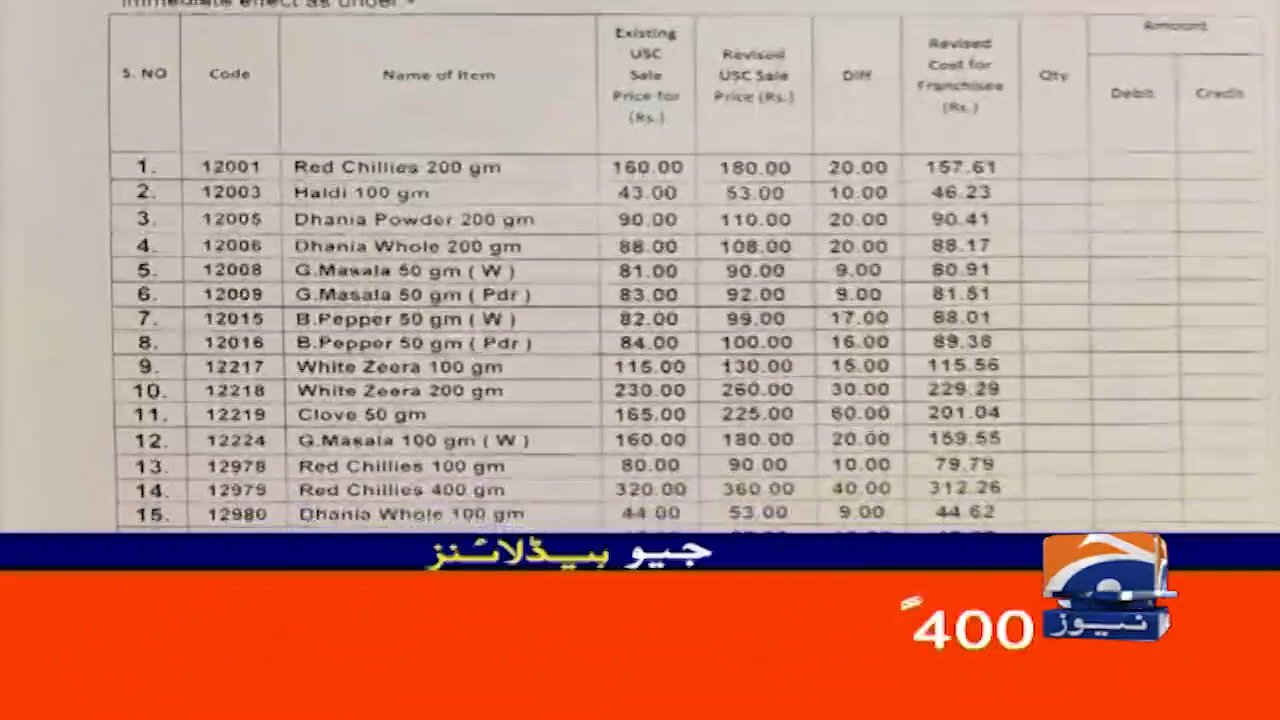 immediate effect as under -
S. NO Code Name of Item Existing USC Sale Price for (Rs.) Revised USC Sale Price (Rs.) Diff Revised Cost for Franchisee (Rs.) Qty Amount Debit Credit
1. 12001 Red Chillies 200 gm 160.00 180.00 20.00 157.61
2. 12003 Haldi 100 gm 43.00 53.00 10.00 46.23
3. 12005 Dhania Powder 200 gm 90.00 110.00 20.00 90.41
4. 12006 Dhania Whole 200 gm 88.00 108.00 20.00 88.17
5. 12008 G.Masala 50 gm ( W ) 81.00 90.00 9.00 80.91
6. 12009 G.Masala 50 gm ( Pdr ) 83.00 92.00 9.00 81.51
7. 12015 B.Pepper 50 gm ( W ) 82.00 99.00 17.00 88.01
8. 12016 B.Pepper 50 gm ( Pdr ) 84.00 100.00 16.00 89.38
9. 12217 White Zeera 100 gm 115.00 130.00 15.00 115.56
10. 12218 White Zeera 200 gm 230.00 260.00 30.00 229.29
11. 12219 Clove 50 gm 165.00 225.00 60.00 201.04
12. 12224 G.Masala 100 gm ( W ) 160.00 180.00 20.00 159.55
13. 12978 Red Chillies 100 gm 80.00 90.00 10.00 79.79
14. 12979 Red Chillies 400 gm 320.00 360.00 40.00 312.26
15. 12980 Dhania Whole 100 gm 44.00 53.00 9.00 44.62
جیو ہیڈلائنز
400
نیوز